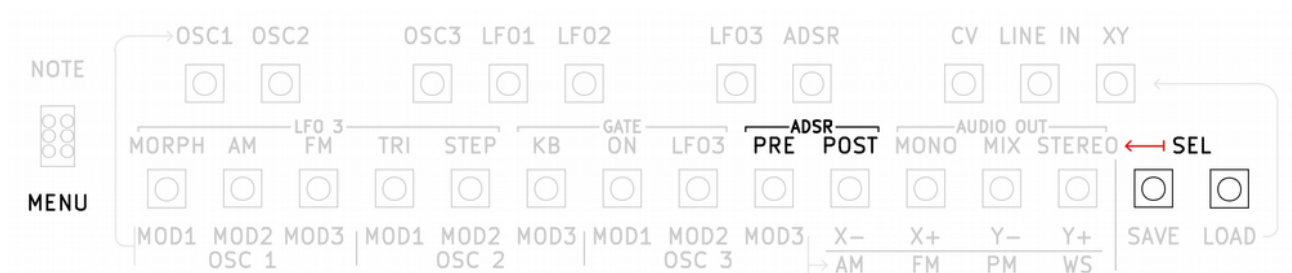 OSC1 OSC2 OSC3 LFO1 LFO2 LFO3 ADSR CV LINE IN XY
NOTE
LFO 3 GATE ADSR AUDIO OUT
MORPH AM FM TRI STEP KB ON LFO3 PRE POST MONO MIX STEREO SEL
MENU
MOD1 MOD2 MOD3 MOD1 MOD2 MOD3 MOD1 MOD2 MOD3 X- X+ Y- Y+ SAVE LOAD
OSC 1 OSC 2 OSC 3 AM FM PM WS